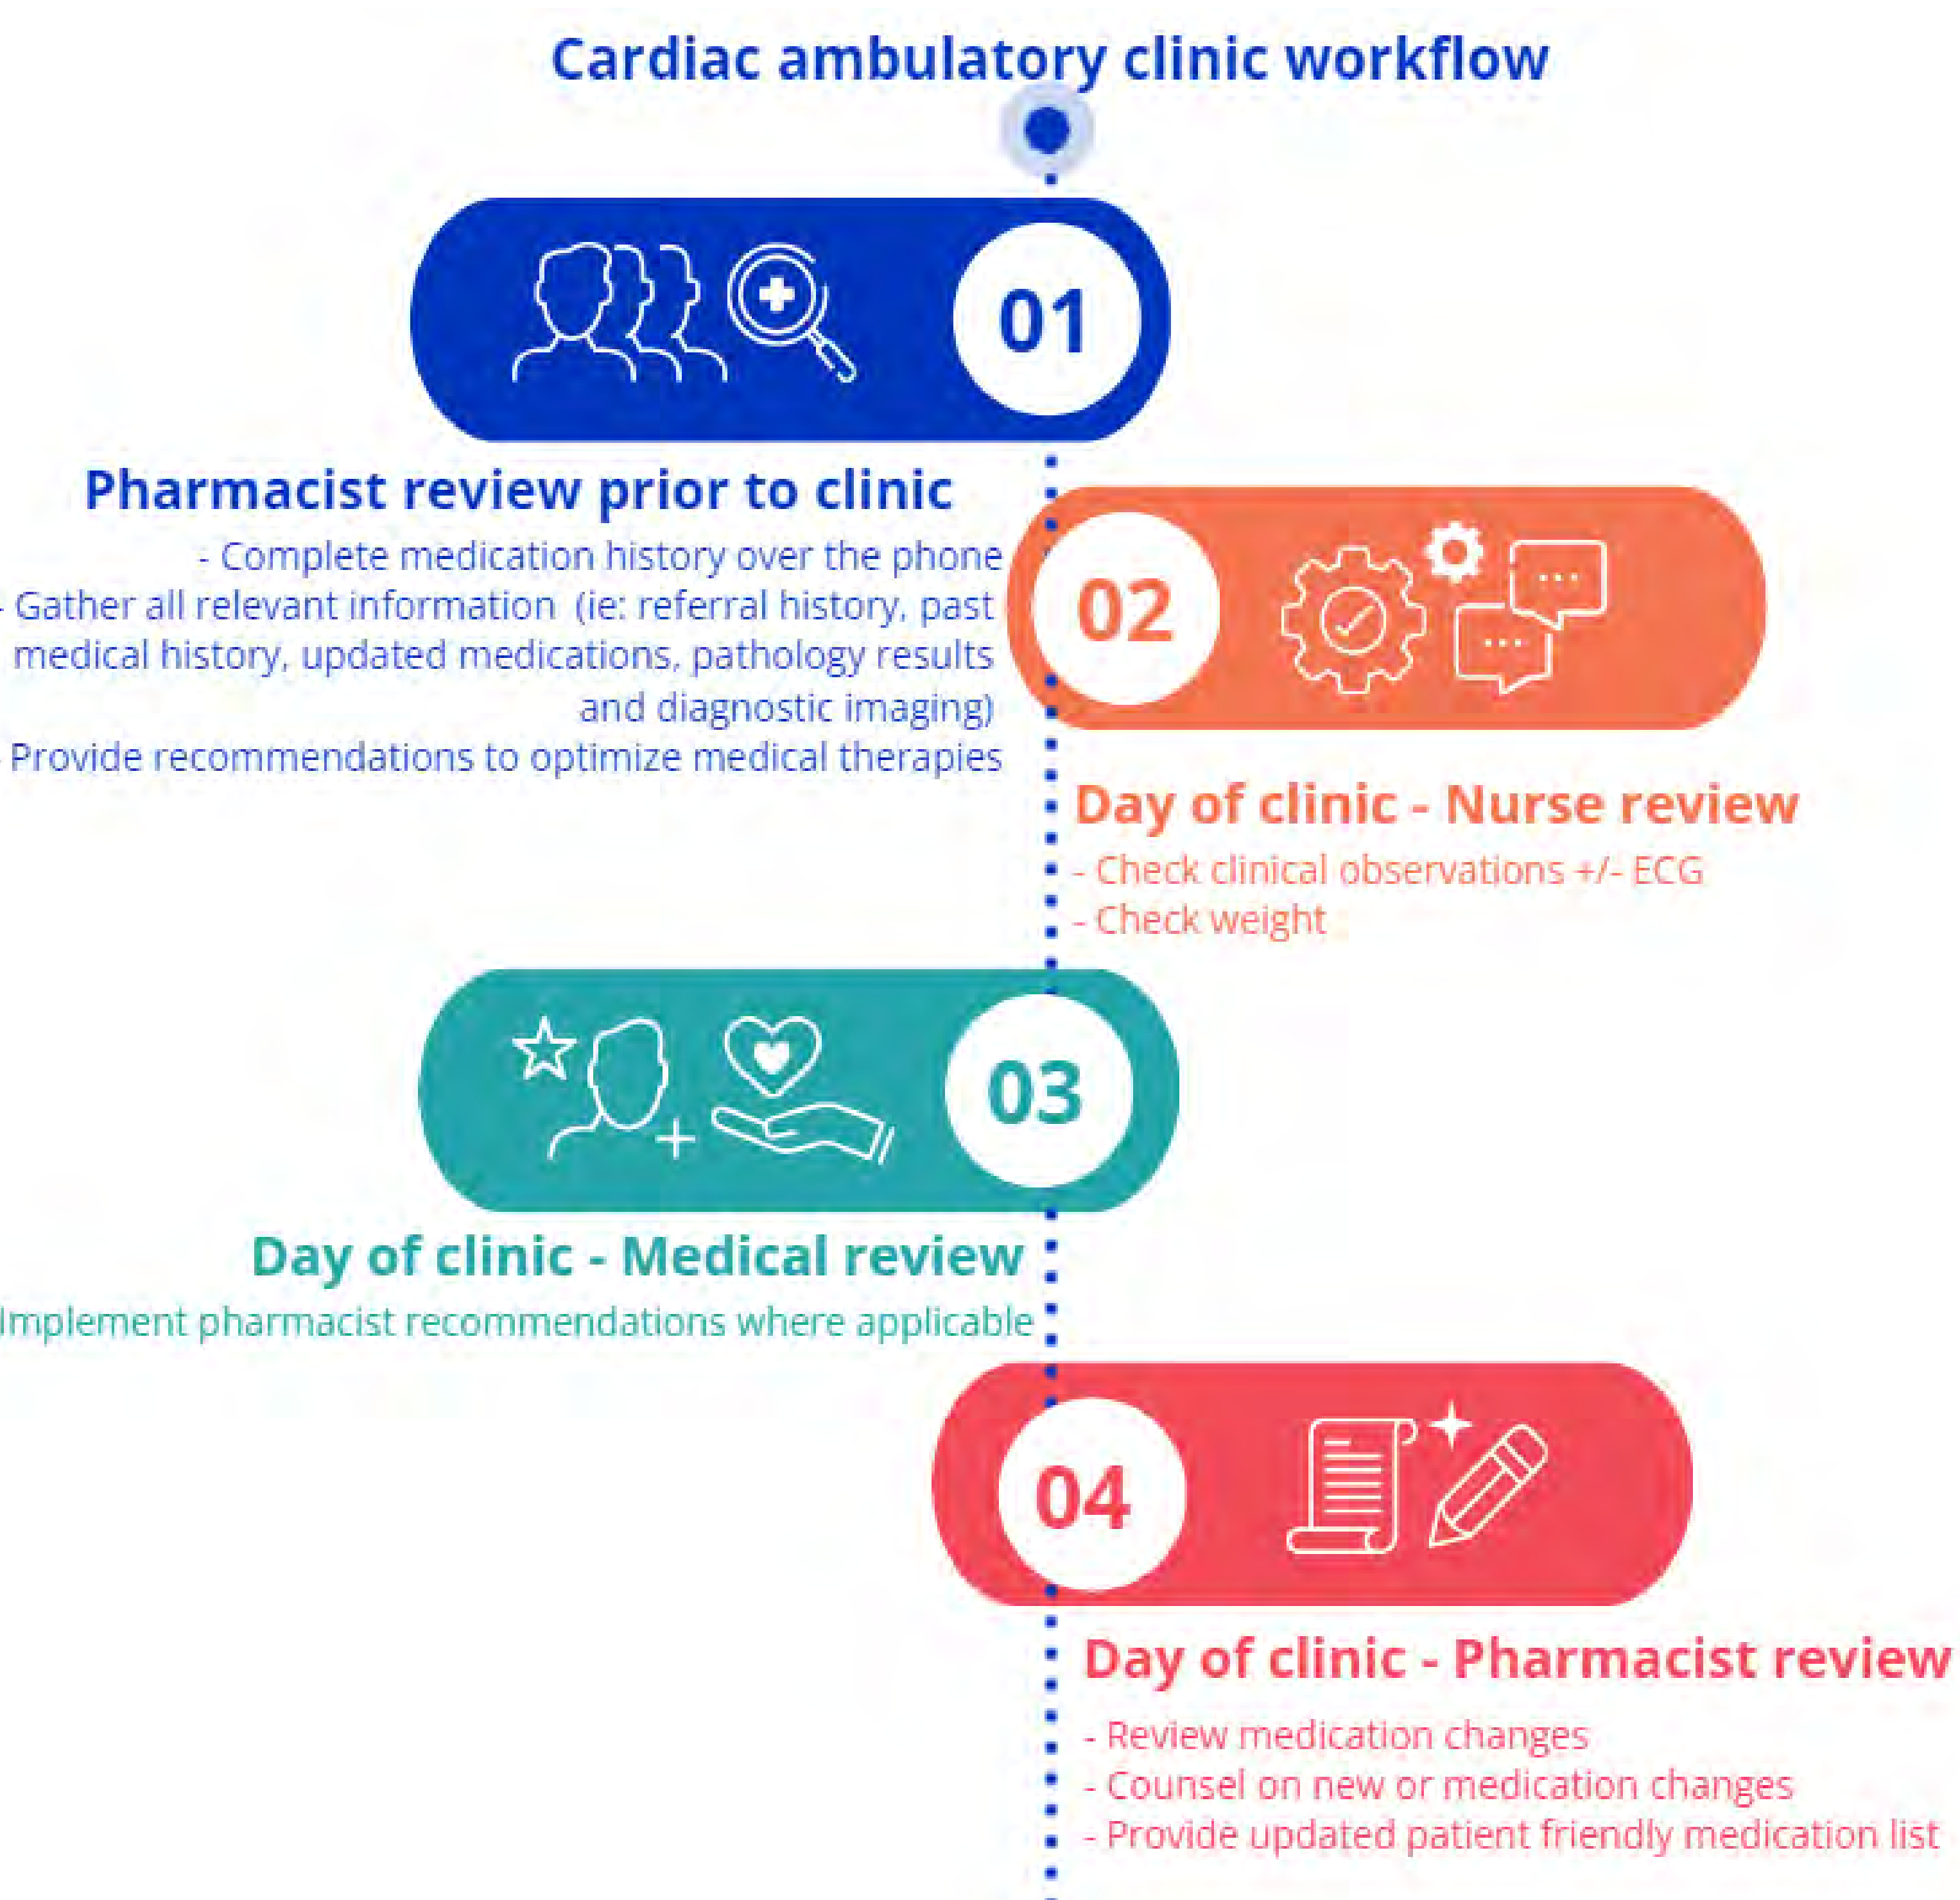 Cardiac ambulatory clinic workflow
01
Pharmacist review prior to clinic
- Complete medication history over the phone
- Gather all relevant information (ie: referral history, past
medical history, updated medications, pathology results
and diagnostic imaging)
- Provide recommendations to optimize medical therapies
02
Day of clinic - Nurse review
- Check clinical observations +/- ECG
- Check weight
03
Day of clinic - Medical review
Implement pharmacist recommendations where applicable
04
Day of clinic - Pharmacist review
- Review medication changes
- Counsel on new or medication changes
- Provide updated patient friendly medication list